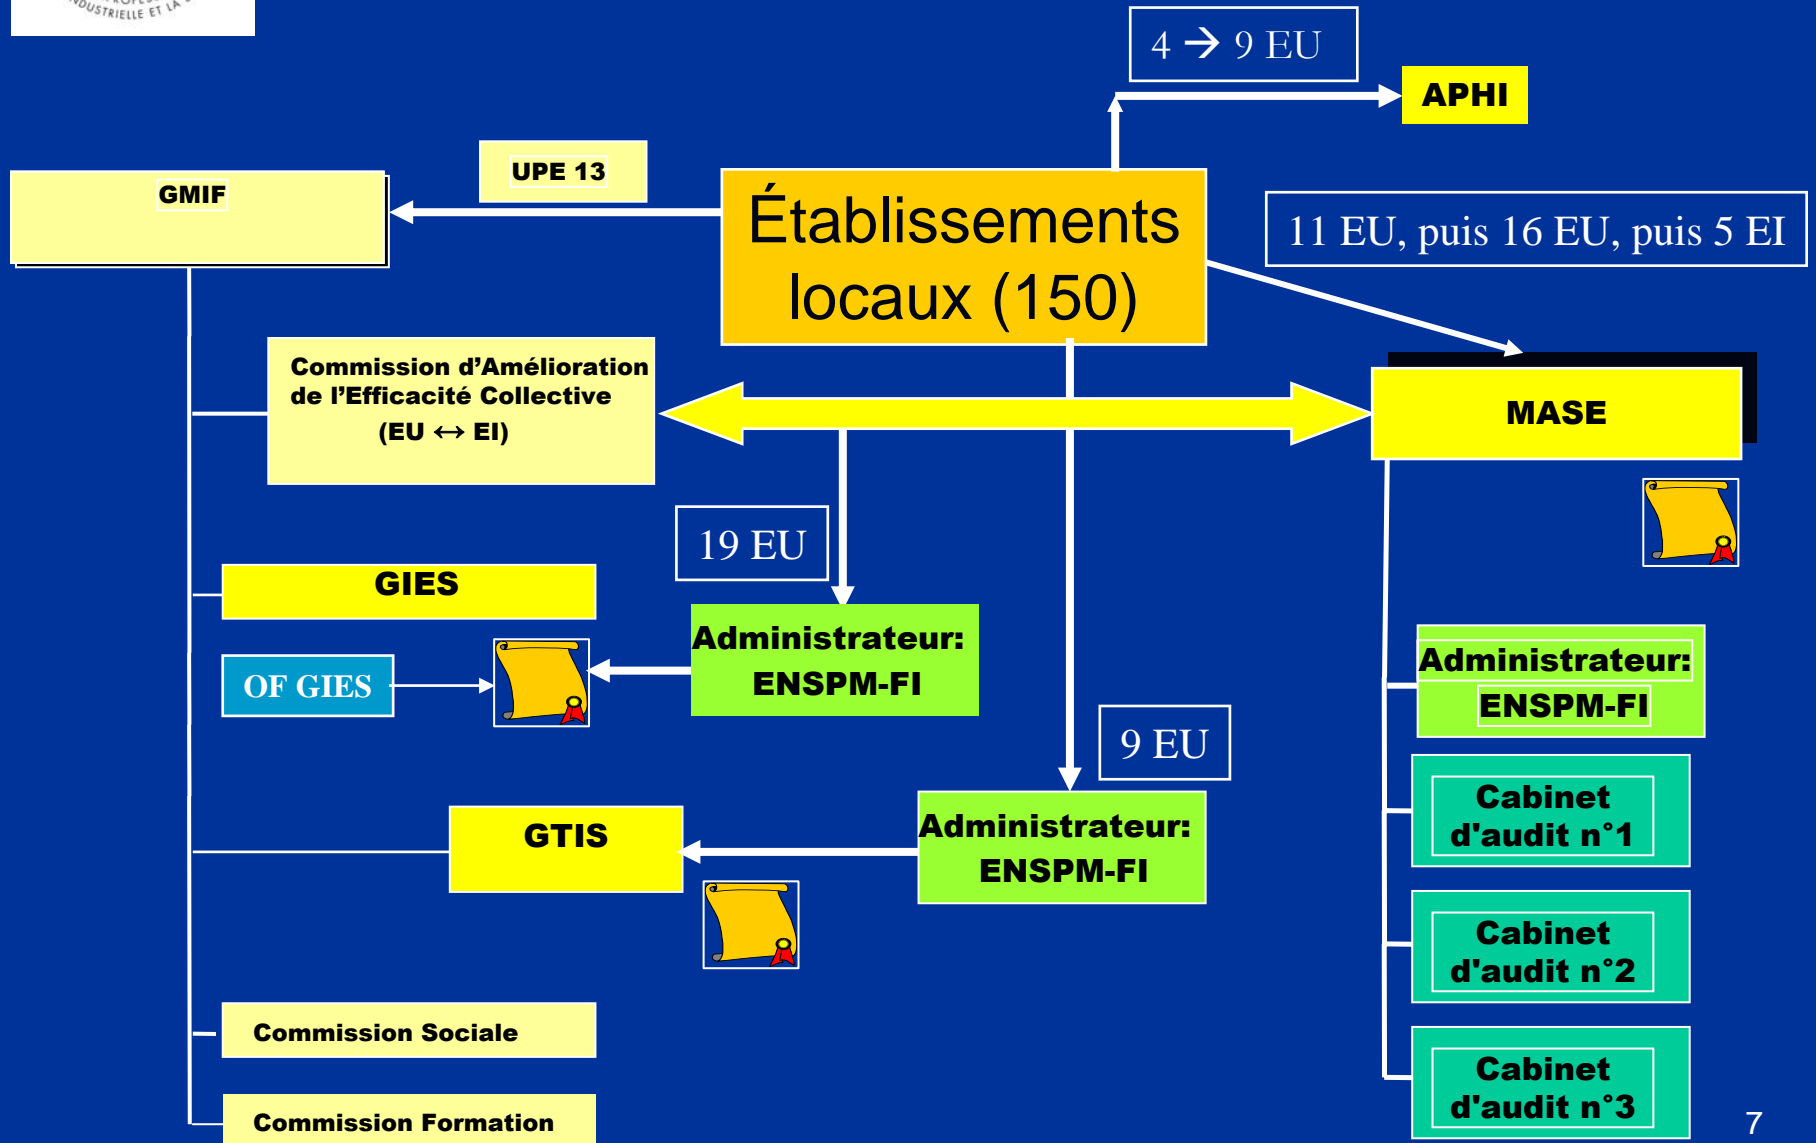 INDUSTRIELLE ET LA
4 → 9 EU
APHI
UPE 13
GMIF
Établissements
locaux (150)
11 EU, puis 16 EU, puis 5 EI
Commission d’Amélioration
de l’Efficacité Collective
(EU ↔ EI)
MASE
19 EU
GIES
Administrateur:
ENSPM-FI
OF GIES
Administrateur:
ENSPM-FI
9 EU
Cabinet
d'audit n°1
GTIS
Administrateur:
ENSPM-FI
Cabinet
d'audit n°2
Commission Sociale
Cabinet
d'audit n°3
Commission Formation
7